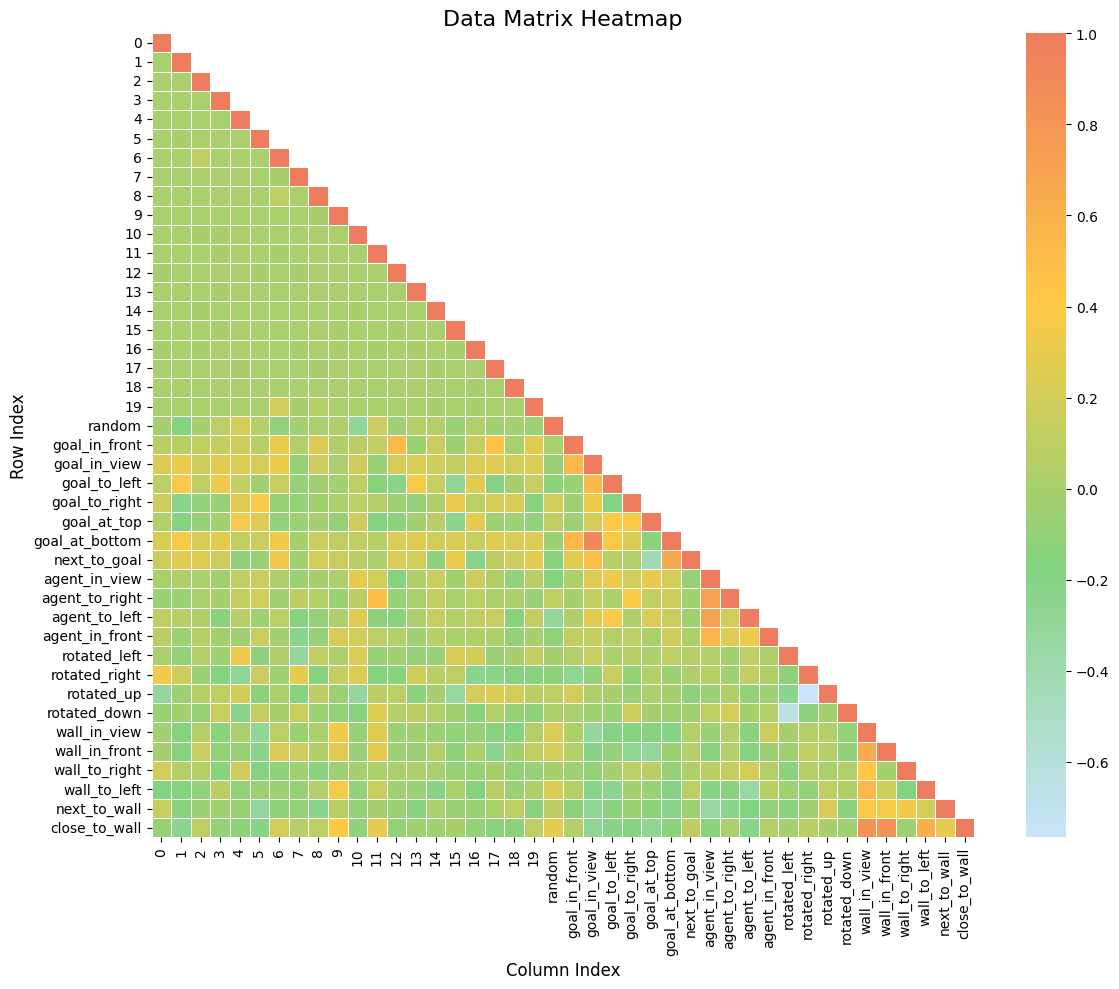 Data Matrix Heatmap
Row Index
0
1
2
3
4
5
6
7
8
9
10
11
12
13
14
15
16
17
18
19
random
goal_in_front
goal_in_view
goal_to_left
goal_to_right
goal_at_top
goal_at_bottom
next_to_goal
agent_in_view
agent_to_right
agent_to_left
agent_in_front
rotated_left
rotated_right
rotated_up
rotated_down
wall_in_view
wall_in_front
wall_to_right
wall_to_left
next_to_wall
close_to_wall
0
1
2
3
4
5
6
7
8
9
10
11
12
13
14
15
16
17
18
19
random
goal_in_front
goal_in_view
goal_to_left
goal_to_right
goal_at_top
goal_at_bottom
next_to_goal
agent_in_view
agent_to_right
agent_to_left
agent_in_front
rotated_left
rotated_right
rotated_up
rotated_down
wall_in_view
wall_in_front
wall_to_right
wall_to_left
next_to_wall
close_to_wall
Column Index
1.0
0.8
0.6
0.4
0.2
0.0
−0.2
−0.4
−0.6